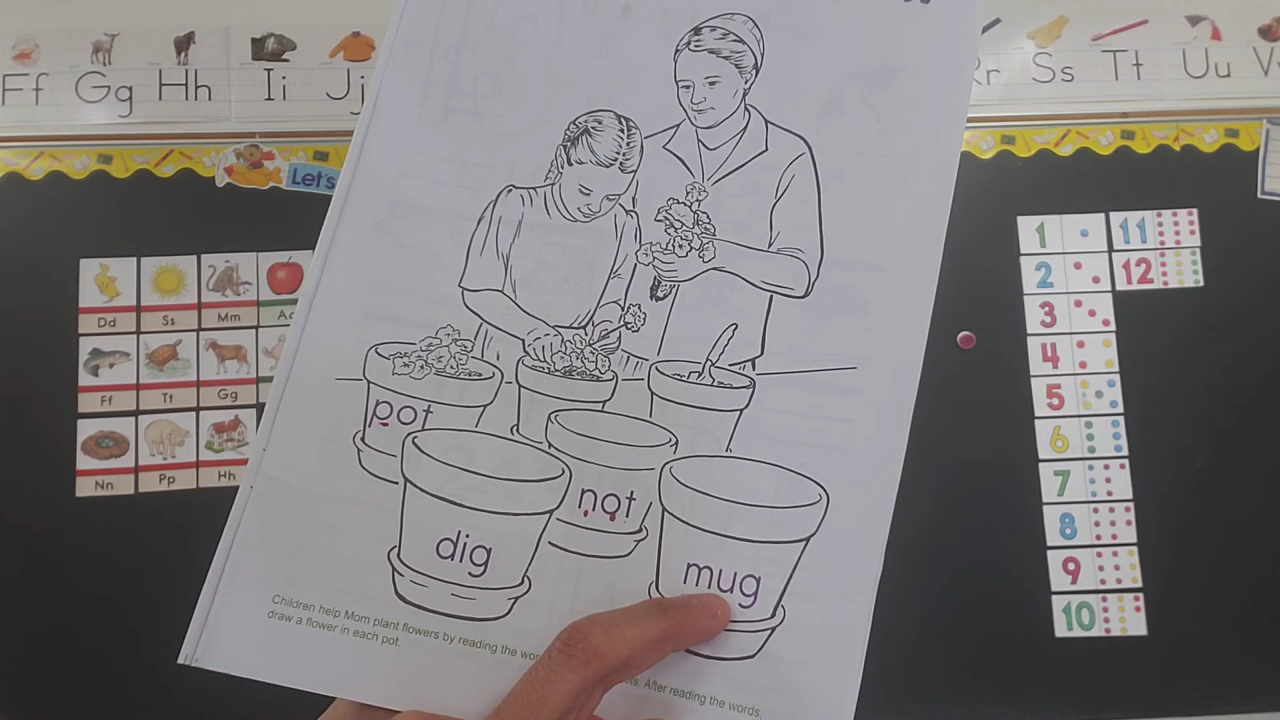 Ff Gg Hh Ii Jj
Rr Ss Tt Uu
Let's
Dd Ss Mm
Ff Tt Gg
Nn Pp Hh
pot
not
dig
mug
Children help Mom plant flowers by reading the
After reading the words,
draw a flower in each pot.
1 11
2 12
3
4
5
6
7
8
9
10